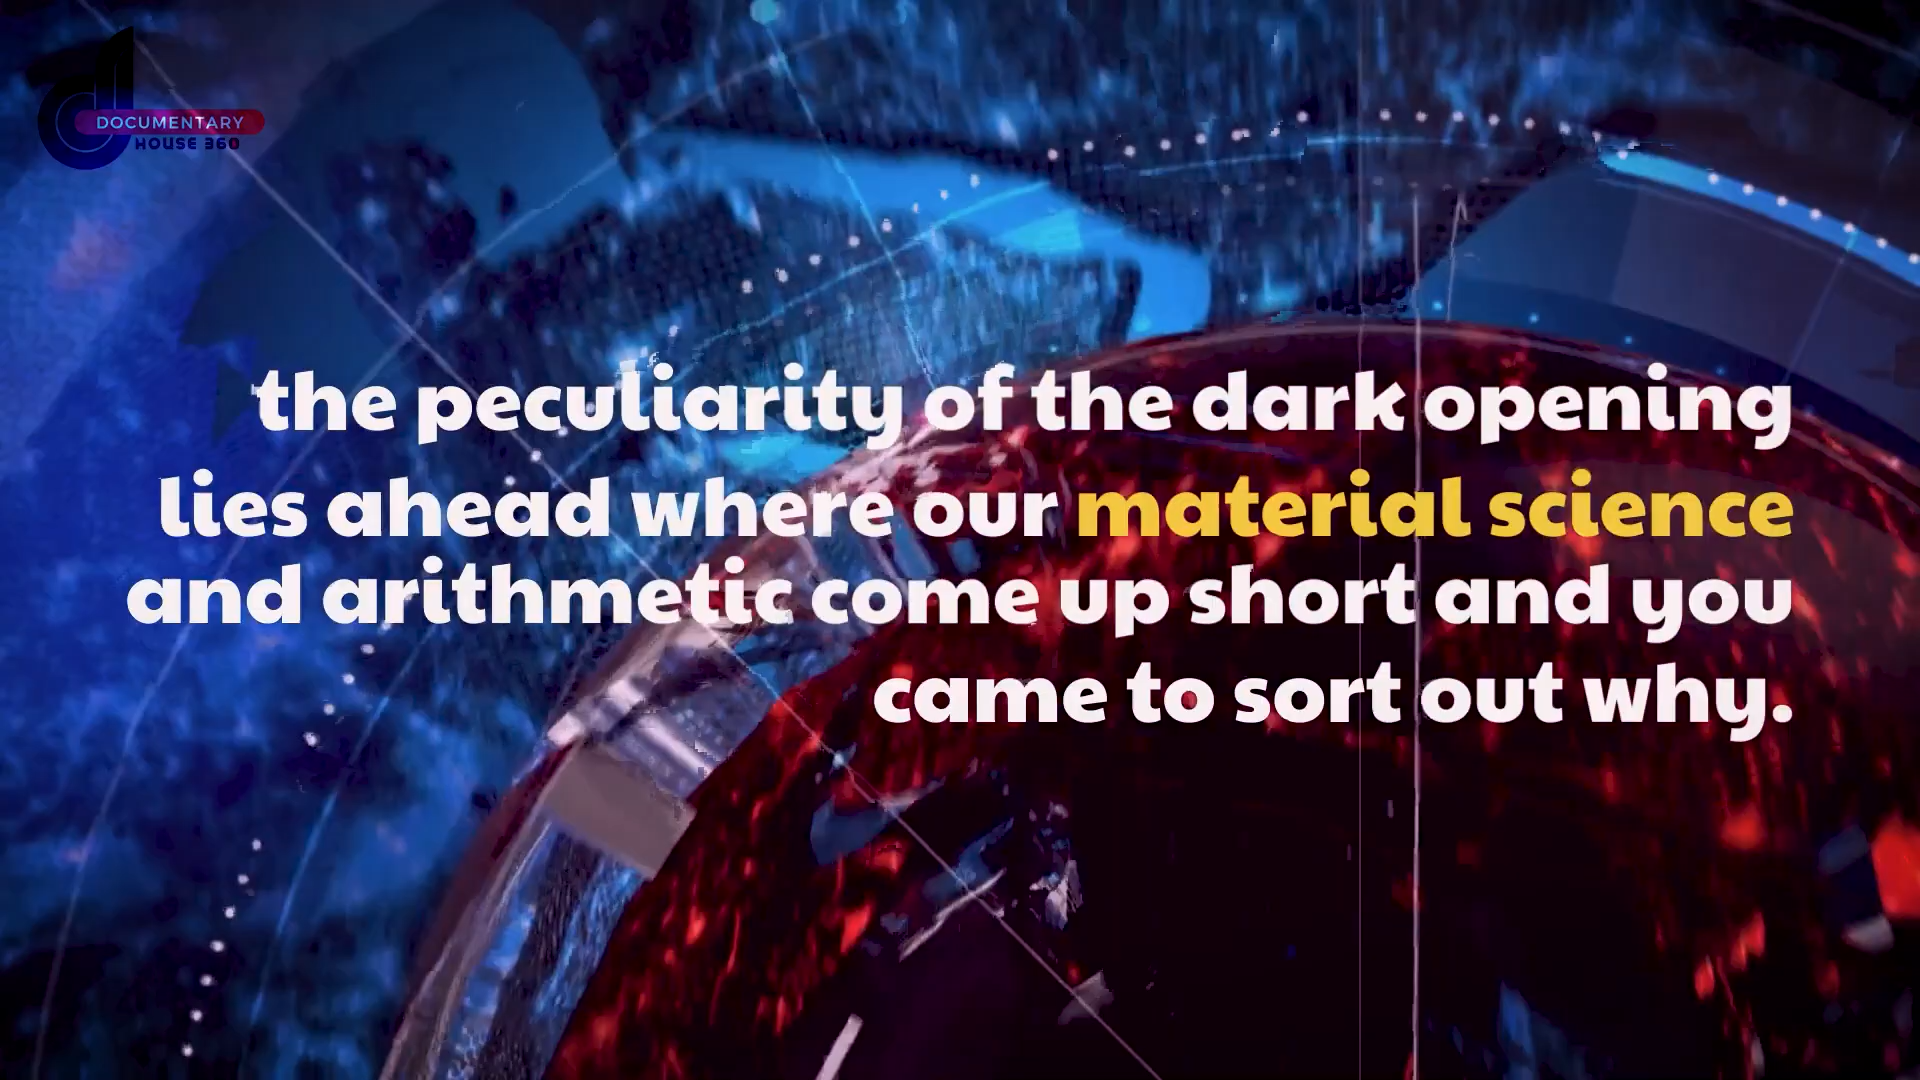 DOCUMENTARY
HOUSE 360
the peculiarity of the dark opening
lies ahead where our material science
and arithmetic come up short and you
came to sort out why.